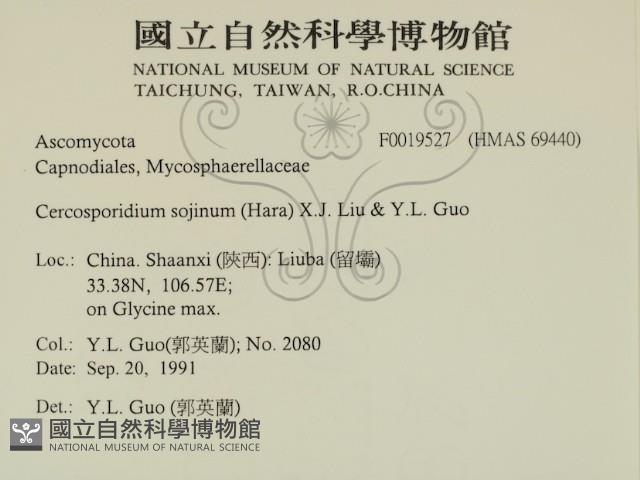 國立自然科學博物館
NATIONAL MUSEUM OF NATURAL SCIENCE
TAICHUNG, TAIWAN, R.O.CHINA
Ascomycota F0019527 (HMAS 69440)
Capnodiales, Mycosphaerellaceae
Cercosporidium sojinum (Hara) X.J. Liu & Y.L. Guo
Loc.: China. Shaanxi (陝西): Liuba (留壩)
33.38N, 106.57E;
on Glycine max.
Col.: Y.L. Guo(郭英蘭); No. 2080
Date: Sep. 20, 1991
Det.: Y.L. Guo (郭英蘭)
國立自然科學博物館
NATIONAL MUSEUM OF NATURAL SCIENCE